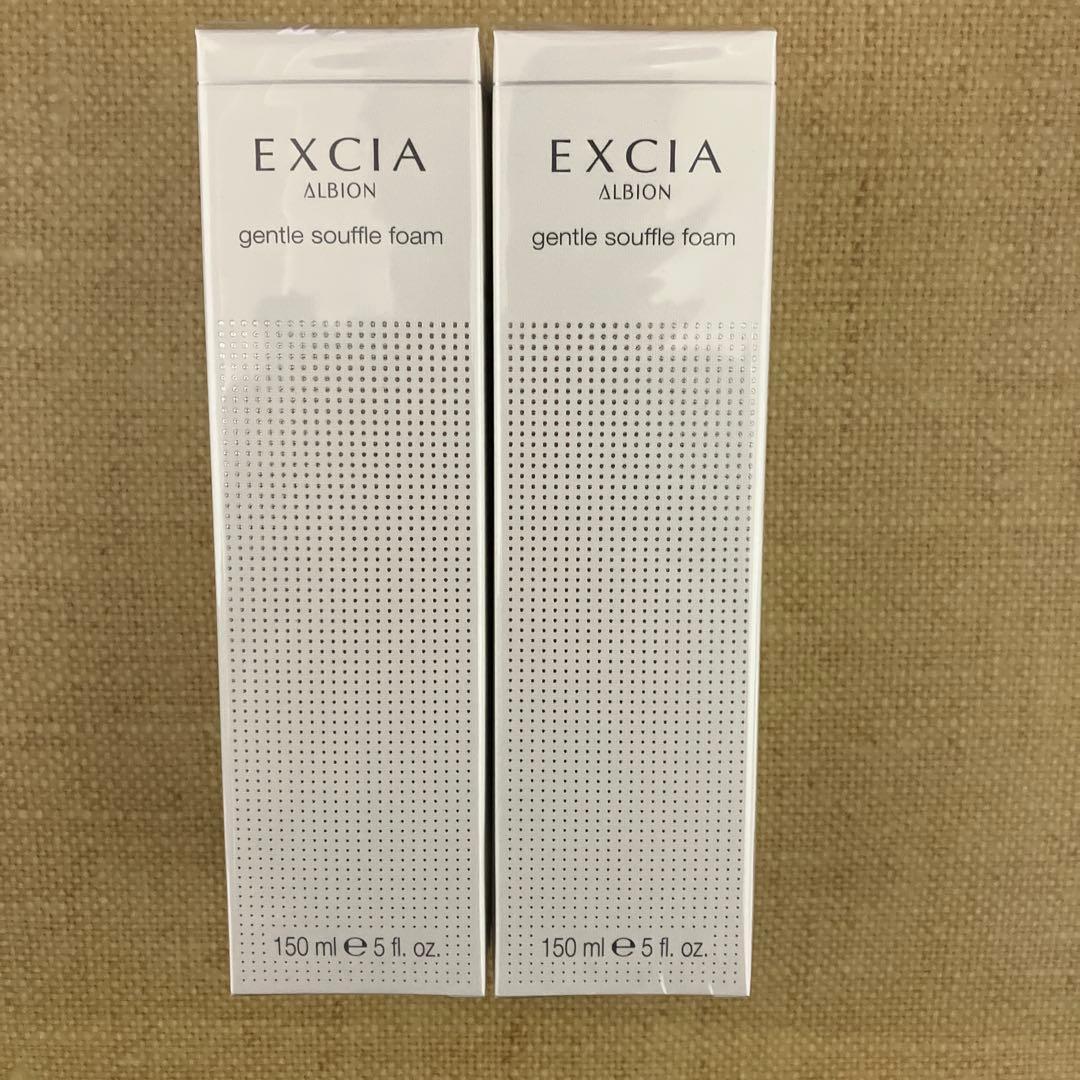 EXCIA
ALBION
gentle souffle foam
150 ml ℮ 5 fl. oz.
EXCIA
ALBION
gentle souffle foam
150 ml ℮ 5 fl. oz.